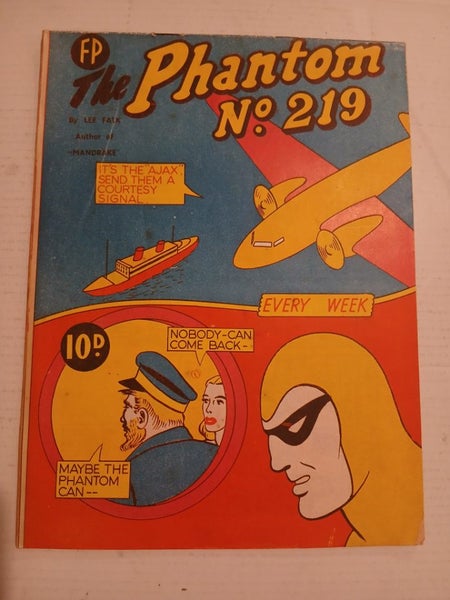 FP
The Phantom
No. 219
By LEE FALK
Author of
"MANDRAKE"
IT'S THE "AJAX",
SEND THEM A
COURTESY
SIGNAL..
EVERY WEEK
10D.
NOBODY-CAN
COME BACK--
MAYBE THE
PHANTOM
CAN --